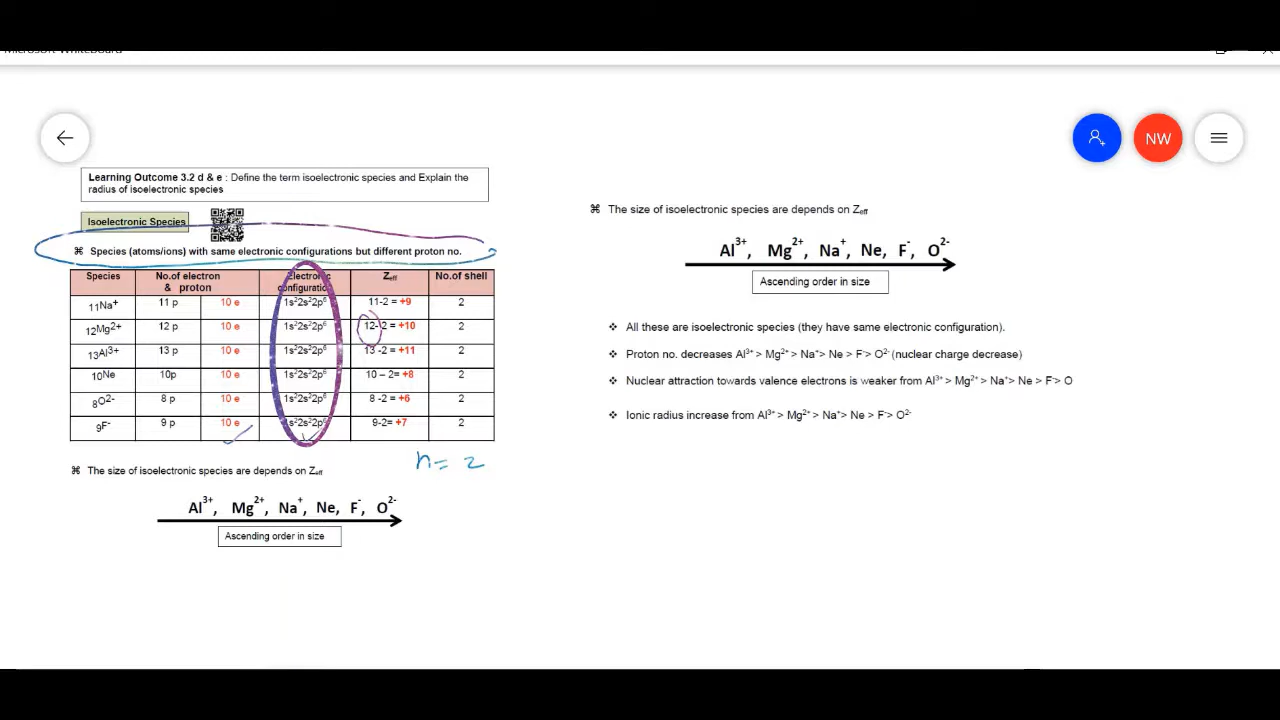 Microsoft Whiteboard
NW
Learning Outcome 3.2 d & e : Define the term isoelectronic species and Explain the
radius of isoelectronic species
Isoelectronic Species
⌘ Species (atoms/ions) with same electronic configurations but different proton no.
Species No.of electron & proton Electronic configuration Zeff No.of shell
₁₁Na⁺ 11 p 10 e 1s²2s²2p⁶ 11-2 = +9 2
₁₂Mg²⁺ 12 p 10 e 1s²2s²2p⁶ 12-2 = +10 2
₁₃Al³⁺ 13 p 10 e 1s²2s²2p⁶ 13 -2 = +11 2
₁₀Ne 10p 10 e 1s²2s²2p⁶ 10 – 2= +8 2
₈O²⁻ 8 p 10 e 1s²2s²2p⁶ 8 -2 = +6 2
₉F⁻ 9 p 10 e 1s²2s²2p⁶ 9-2= +7 2
n= 2
⌘ The size of isoelectronic species are depends on Zeff
Al³⁺, Mg²⁺, Na⁺, Ne, F⁻, O²⁻
Ascending order in size
⌘ The size of isoelectronic species are depends on Zeff
Al³⁺, Mg²⁺, Na⁺, Ne, F⁻, O²⁻
Ascending order in size
❖ All these are isoelectronic species (they have same electronic configuration).
❖ Proton no. decreases Al³⁺ > Mg²⁺ > Na⁺> Ne > F⁻> O²⁻ (nuclear charge decrease)
❖ Nuclear attraction towards valence electrons is weaker from Al³⁺ > Mg²⁺ > Na⁺> Ne > F⁻> O
❖ Ionic radius increase from Al³⁺ > Mg²⁺ > Na⁺> Ne > F⁻> O²⁻